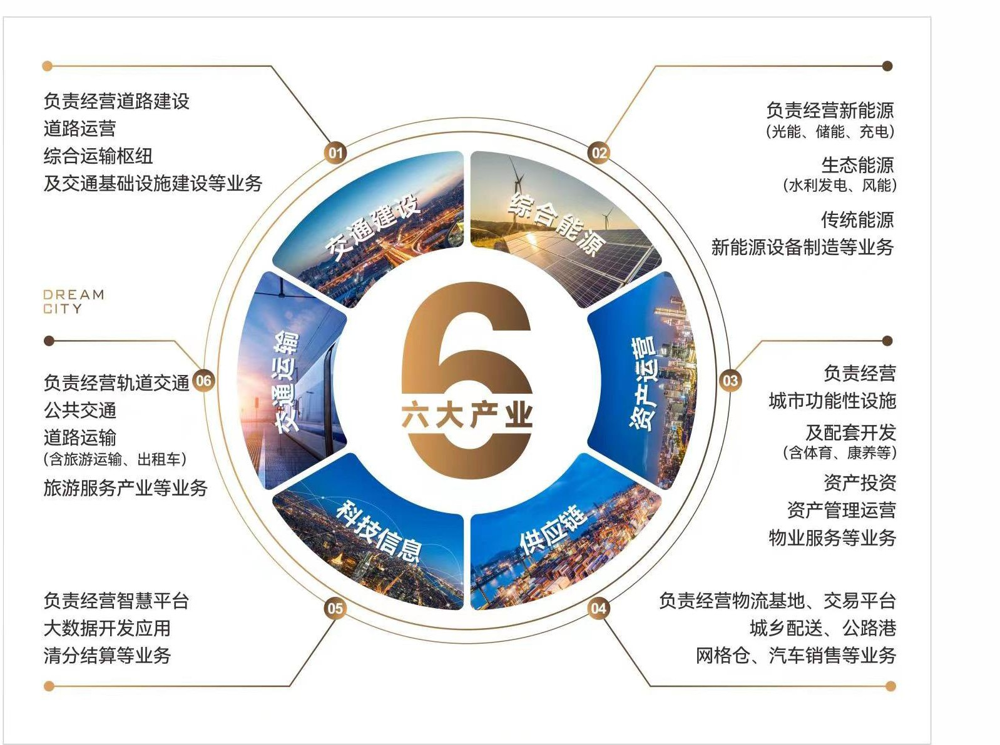 01
负责经营道路建设
道路运营
综合运输枢纽
及交通基础设施建设等业务
02
负责经营新能源
(光能、储能、充电)
生态能源
(水利发电、风能)
传统能源
新能源设备制造等业务
交通建设
综合能源
资产运营
供应链
科技信息
交通运输
6
六大产业
DREAM
CITY
03
负责经营
城市功能性设施
及配套开发
(含体育、康养等)
资产投资
资产管理运营
物业服务等业务
04
负责经营物流基地、交易平台
城乡配送、公路港
网格仓、汽车销售等业务
05
负责经营智慧平台
大数据开发应用
清分结算等业务
06
负责经营轨道交通
公共交通
道路运输
(含旅游运输、出租车)
旅游服务产业等业务